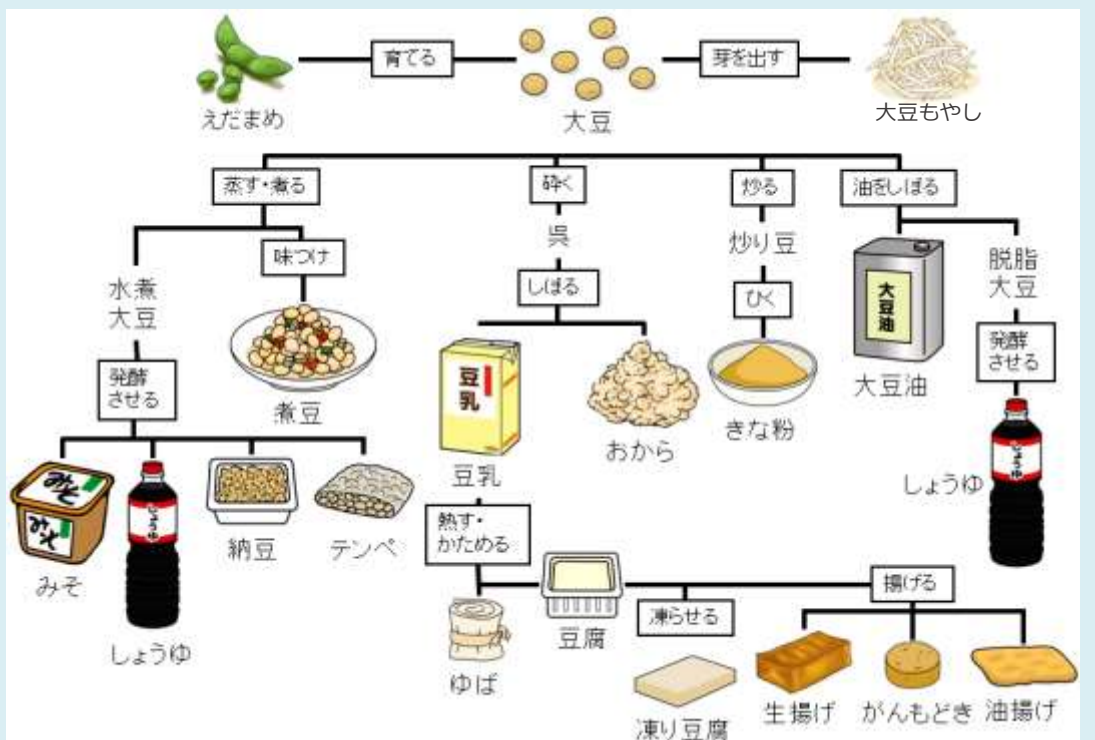 育てる
芽を出す
えだまめ
大豆
大豆もやし
蒸す・煮る
砕く
炒る
油をしぼる
呉
炒り豆
味つけ
水煮
大豆
脱脂
大豆
しぼる
ひく
大豆油
大豆油
発酵
させる
発酵
させる
煮豆
豆乳
豆乳
おから
きな粉
しょうゆ
しょうゆ
みそ
みそ
みそ
しょうゆ
しょうゆ
納豆
テンペ
熱す・
かためる
豆腐
凍らせる
揚げる
ゆば
凍り豆腐
生揚げ
がんもどき
油揚げ